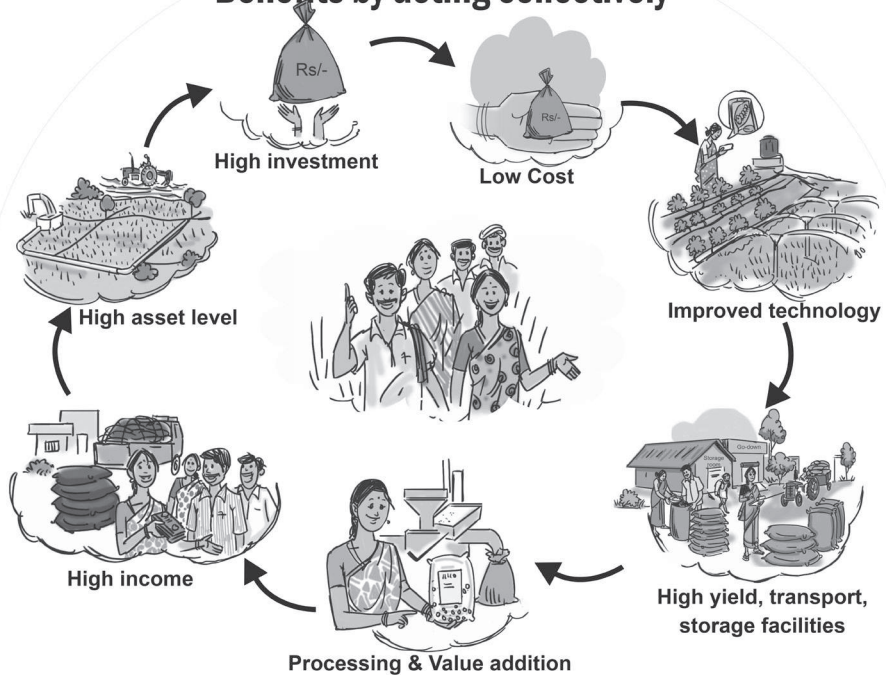 Benefits by acting collectively
Rs/-
High investment
Rs/-
Low Cost
Improved technology
Storage
Go-down
High yield, transport,
storage facilities
Processing & Value addition
High income
High asset level